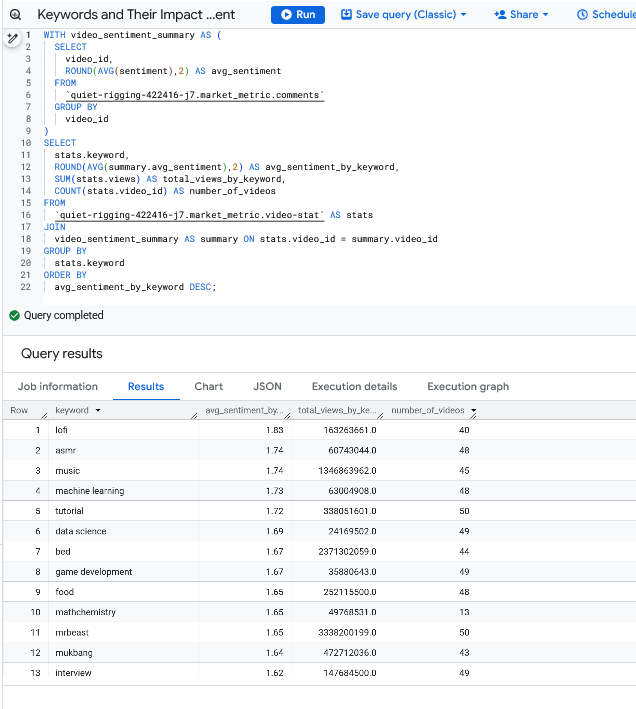 Keywords and Their Impact ...ent Run Save query (Classic) Share Schedule
1 WITH video_sentiment_summary AS (
2 SELECT
3 video_id,
4 ROUND(AVG(sentiment),2) AS avg_sentiment
5 FROM
6 `quiet-rigging-422416-j7.market_metric.comments`
7 GROUP BY
8 video_id
9 )
10 SELECT
11 stats.keyword,
12 ROUND(AVG(summary.avg_sentiment),2) AS avg_sentiment_by_keyword,
13 SUM(stats.views) AS total_views_by_keyword,
14 COUNT(stats.video_id) AS number_of_videos
15 FROM
16 `quiet-rigging-422416-j7.market_metric.video-stat` AS stats
17 JOIN
18 video_sentiment_summary AS summary ON stats.video_id = summary.video_id
19 GROUP BY
20 stats.keyword
21 ORDER BY
22 avg_sentiment_by_keyword DESC;
Query completed
Query results
Job information Results Chart JSON Execution details Execution graph
Row keyword avg_sentiment_by... total_views_by_ke... number_of_videos
1 lofi 1.83 163263661.0 40
2 asmr 1.74 60743044.0 48
3 music 1.74 1346863962.0 45
4 machine learning 1.73 63004908.0 48
5 tutorial 1.72 338051601.0 50
6 data science 1.69 24169502.0 49
7 bed 1.67 2371302059.0 44
8 game development 1.67 35880643.0 49
9 food 1.65 252115500.0 48
10 mathchemistry 1.65 49768531.0 13
11 mrbeast 1.65 3338200199.0 50
12 mukbang 1.64 472712036.0 43
13 interview 1.62 147684500.0 49